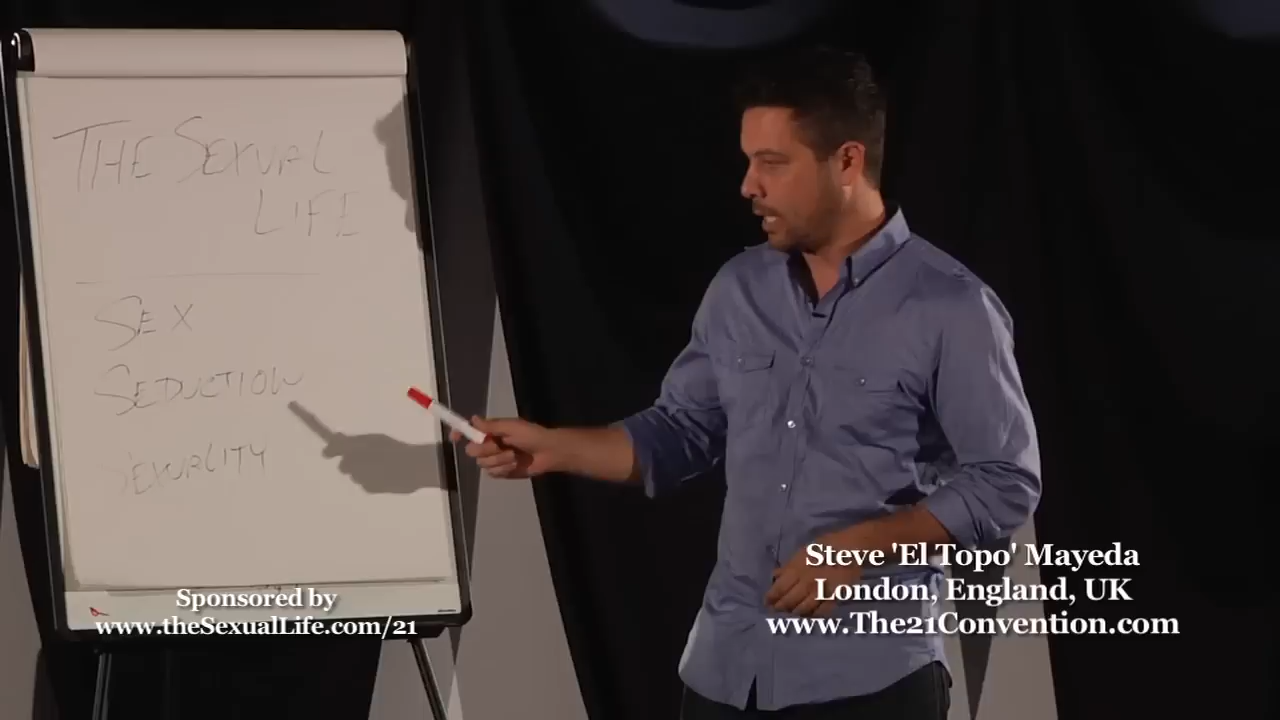 THE SEXUAL
LIFE
SEX
SEDUCTION
SEXUALITY
Sponsored by
www.theSexualLife.com/21
Steve 'El Topo' Mayeda
London, England, UK
www.The21Convention.com